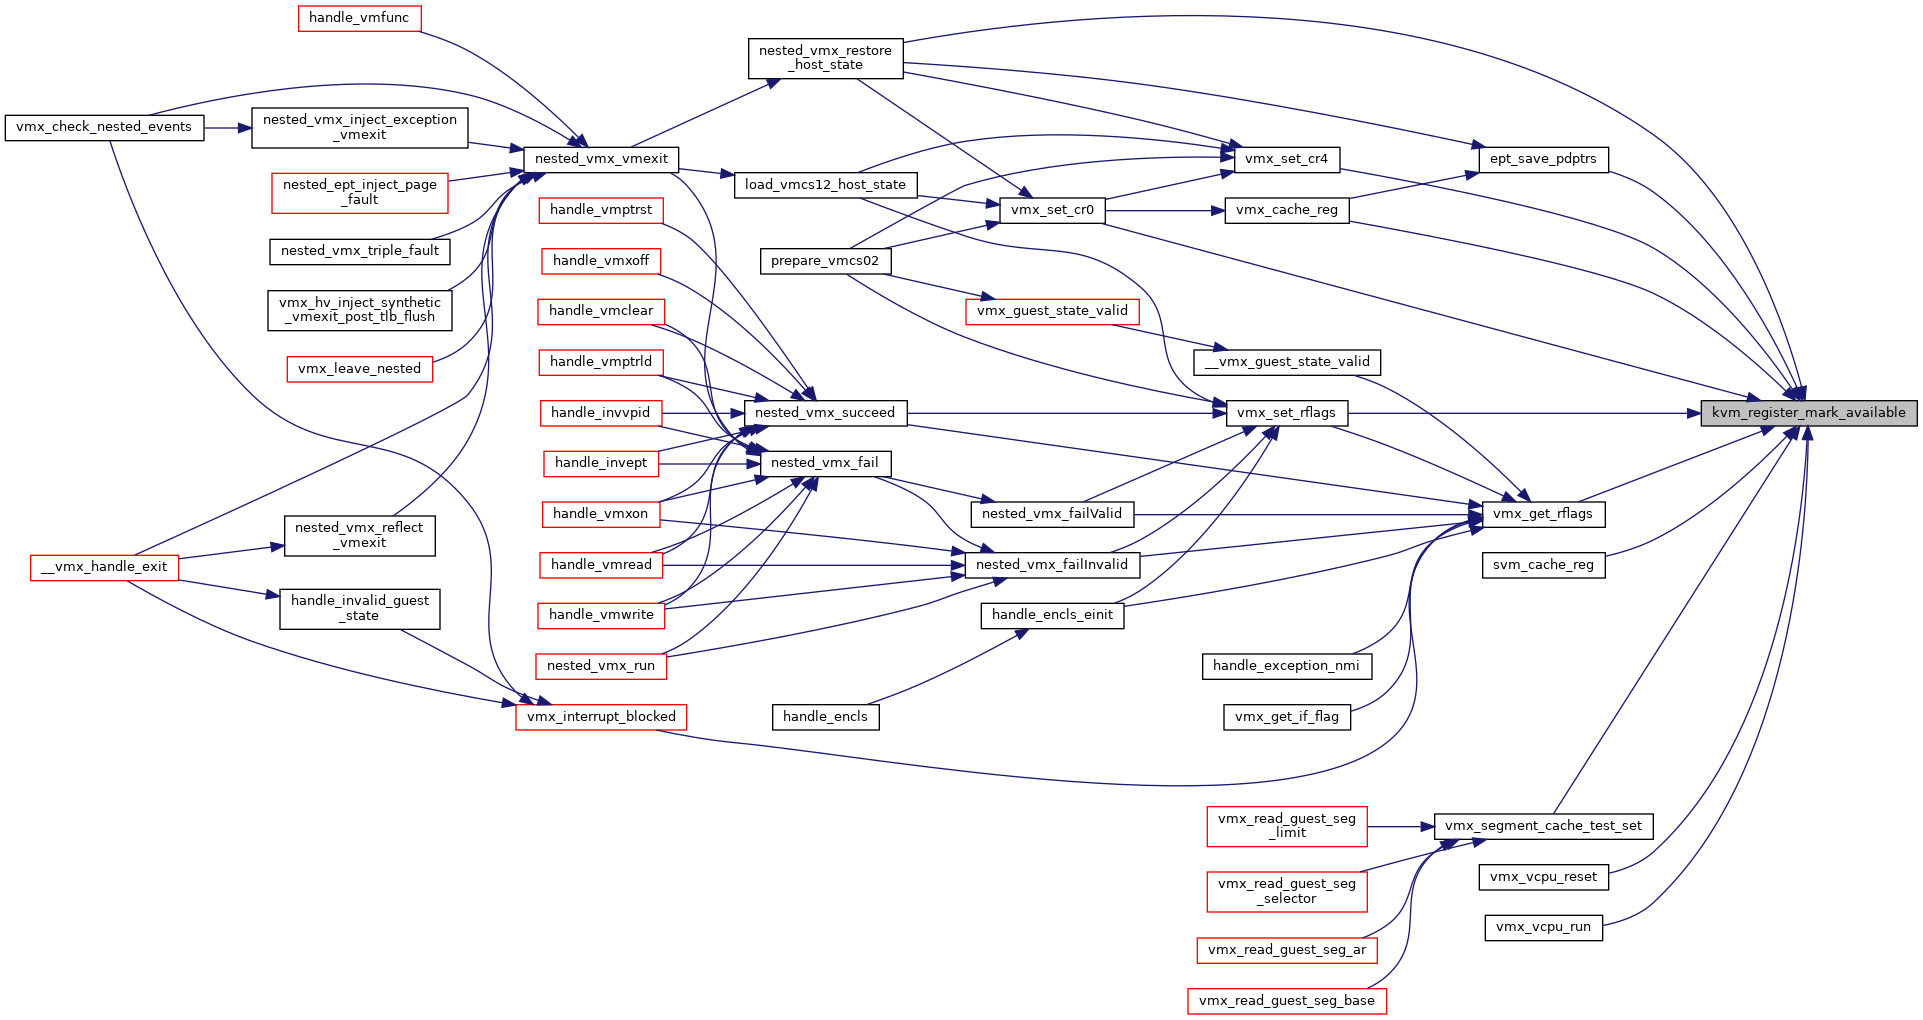 handle_vmfunc
vmx_check_nested_events
nested_vmx_inject_exception
_vmexit
nested_ept_inject_page
_fault
nested_vmx_triple_fault
vmx_hv_inject_synthetic
_vmexit_post_tlb_flush
vmx_leave_nested
nested_vmx_reflect
_vmexit
__vmx_handle_exit
handle_invalid_guest
_state
nested_vmx_vmexit
handle_vmptrst
handle_vmxoff
handle_vmclear
handle_vmptrld
handle_invvpid
handle_invept
handle_vmxon
handle_vmread
handle_vmwrite
nested_vmx_run
vmx_interrupt_blocked
nested_vmx_restore
_host_state
load_vmcs12_host_state
prepare_vmcs02
nested_vmx_succeed
nested_vmx_fail
handle_encls
vmx_set_cr0
vmx_guest_state_valid
nested_vmx_failValid
nested_vmx_failInvalid
handle_encls_einit
vmx_set_cr4
vmx_cache_reg
__vmx_guest_state_valid
vmx_set_rflags
handle_exception_nmi
vmx_get_if_flag
vmx_read_guest_seg
_limit
vmx_read_guest_seg
_selector
vmx_read_guest_seg_ar
vmx_read_guest_seg_base
ept_save_pdptrs
vmx_get_rflags
svm_cache_reg
vmx_segment_cache_test_set
vmx_vcpu_reset
vmx_vcpu_run
kvm_register_mark_available